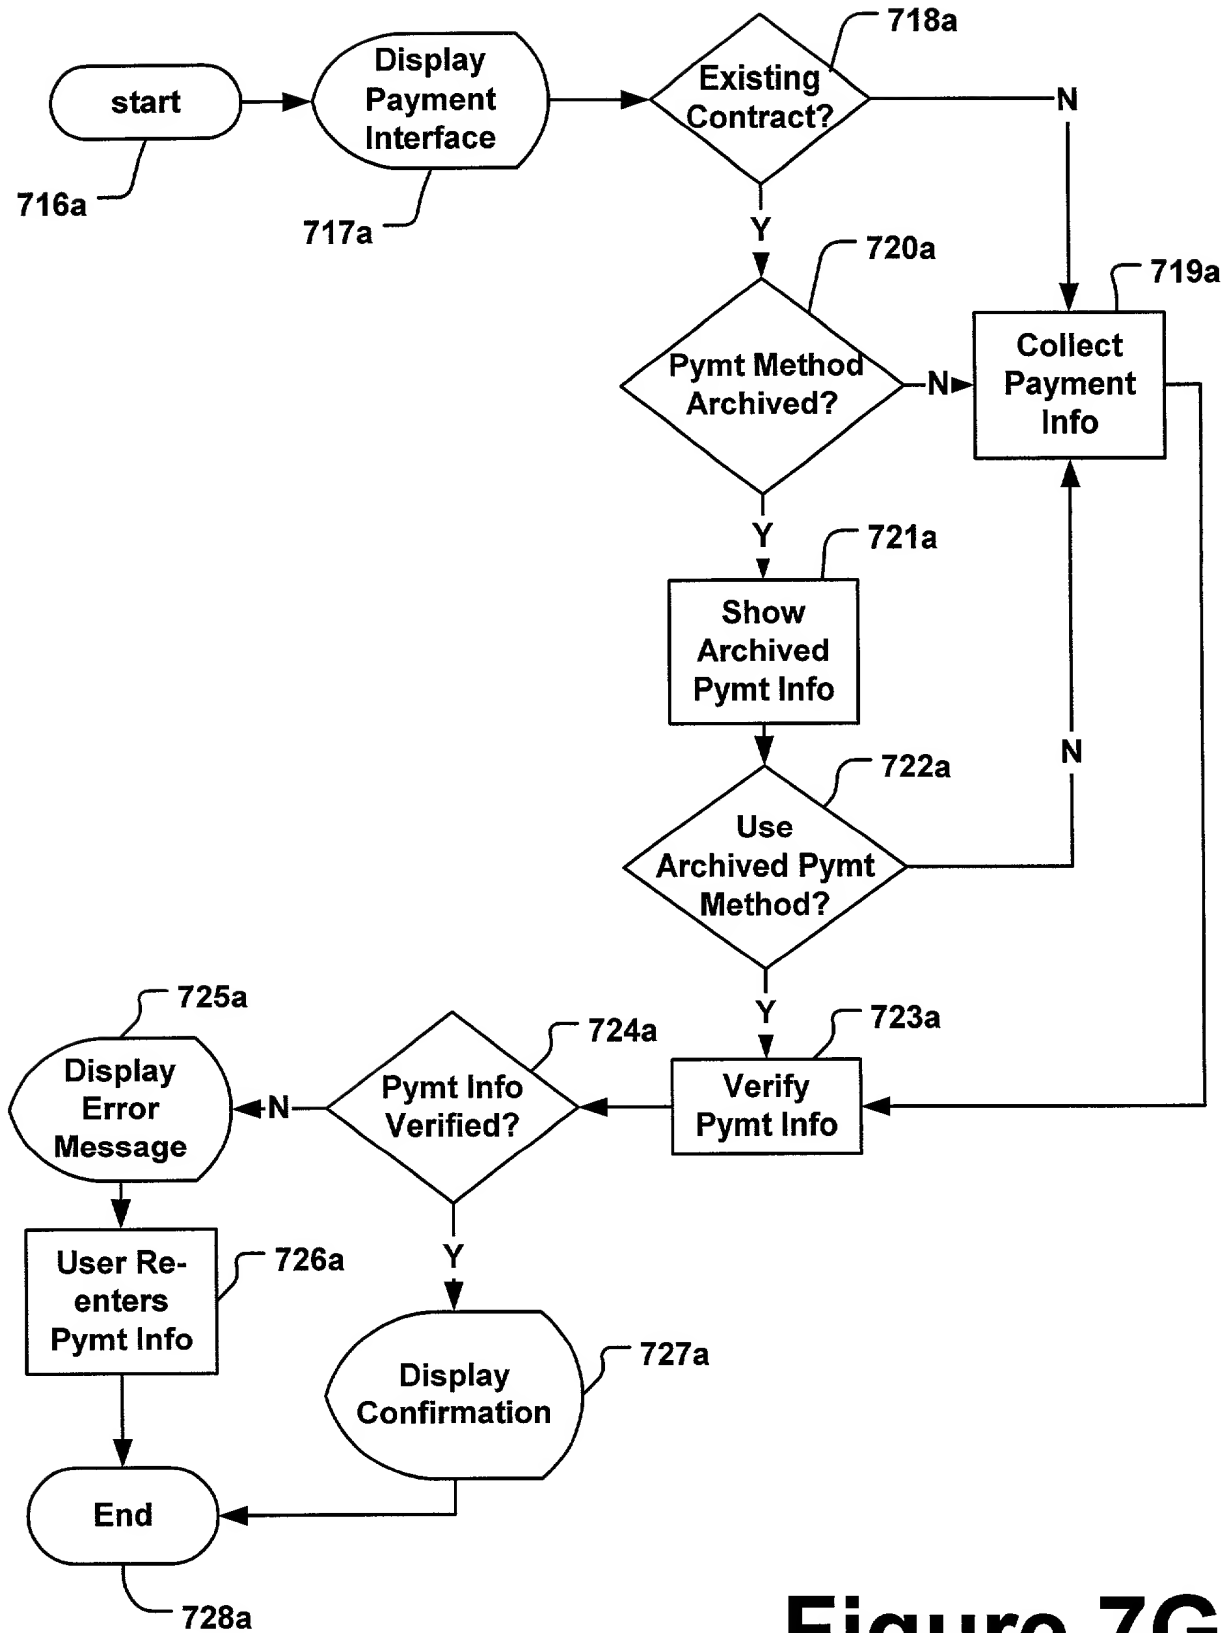 718a
start
Display
Payment
Interface
Existing
Contract?
N
716a
717a
Y
720a
719a
Pymt Method
Archived?
N
Collect
Payment
Info
Y
721a
Show
Archived
Pymt Info
N
722a
Use
Archived Pymt
Method?
Y
725a
724a
723a
Display
Error
Message
N
Pymt Info
Verified?
Verify
Pymt Info
User Re-
enters
Pymt Info
726a
Y
727a
Display
Confirmation
End
728a
Figure 7G